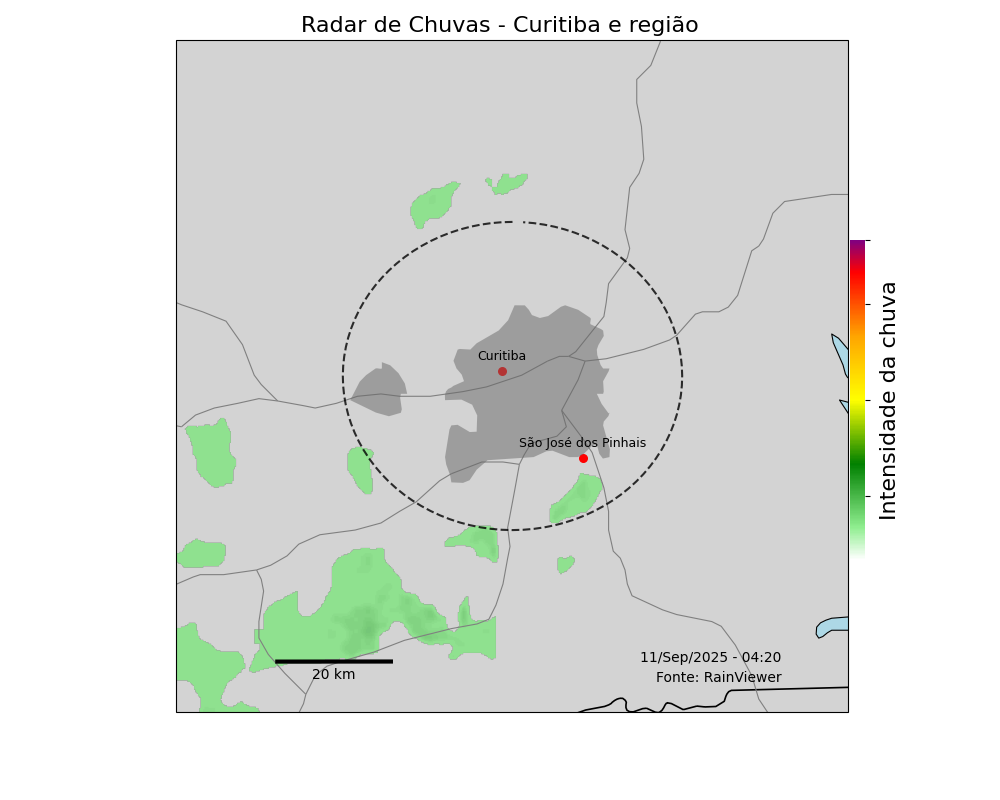 Radar de Chuvas - Curitiba e região
Curitiba
São José dos Pinhais
Intensidade da chuva
11/Sep/2025 - 04:20
Fonte: RainViewer
20 km